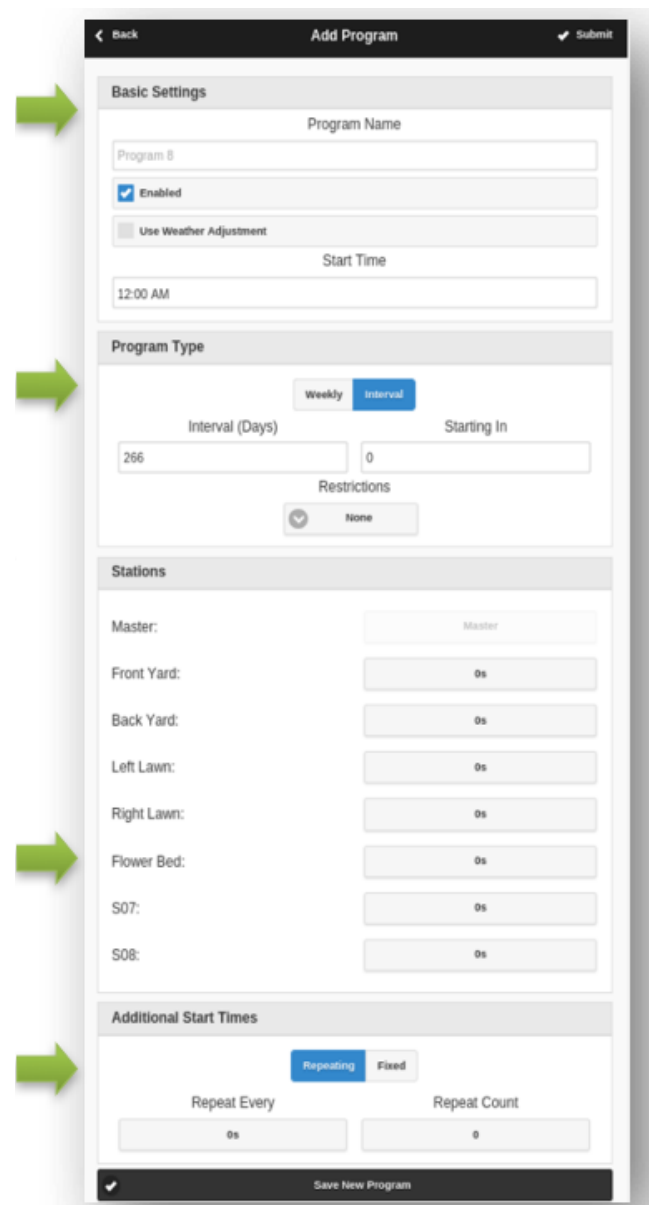 Back Add Program Submit
Basic Settings
Program Name
Program 8
Enabled
Use Weather Adjustment
Start Time
12:00 AM
Program Type
Weekly Interval
Interval (Days) Starting In
266 0
Restrictions
None
Stations
Master: Master
Front Yard: 0s
Back Yard: 0s
Left Lawn: 0s
Right Lawn: 0s
Flower Bed: 0s
S07: 0s
S08: 0s
Additional Start Times
Repeating Fixed
Repeat Every Repeat Count
0s 0
Save New Program